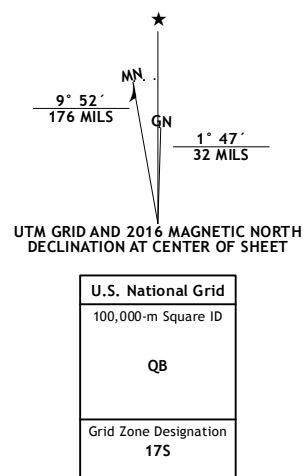 MN
9° 52´
176 MILS
GN
1° 47´
32 MILS
UTM GRID AND 2016 MAGNETIC NORTH
DECLINATION AT CENTER OF SHEET
U.S. National Grid
100,000-m Square ID
QB
Grid Zone Designation
17S